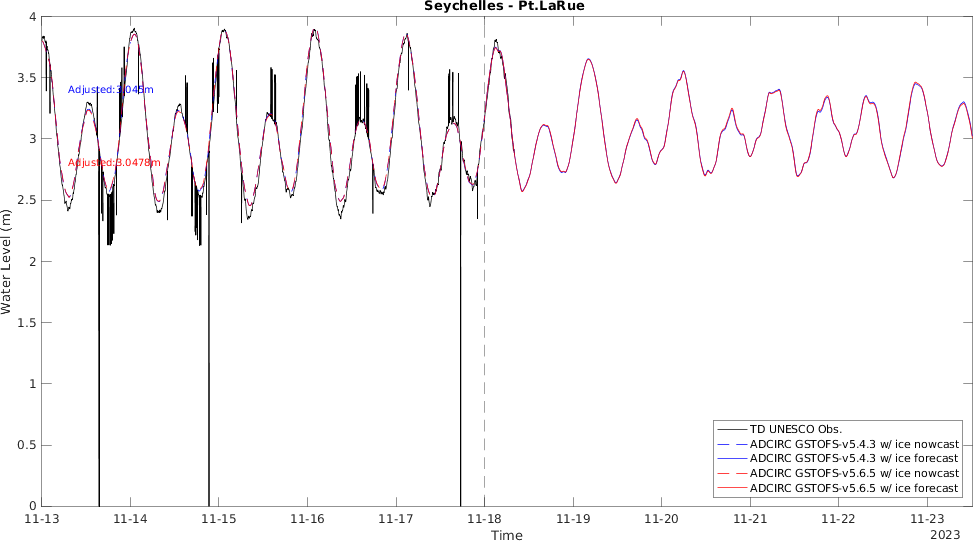 Seychelles - Pt.LaRue
4
3.5
3
2.5
2
1.5
1
0.5
0
Water Level (m)
Adjusted:3.045m
Adjusted:3.0478m
TD UNESCO Obs.
ADCIRC GSTOFS-v5.4.3 w/ ice nowcast
ADCIRC GSTOFS-v5.4.3 w/ ice forecast
ADCIRC GSTOFS-v5.6.5 w/ ice nowcast
ADCIRC GSTOFS-v5.6.5 w/ ice forecast
11-13 11-14 11-15 11-16 11-17 11-18 11-19 11-20 11-21 11-22 11-23
Time 2023